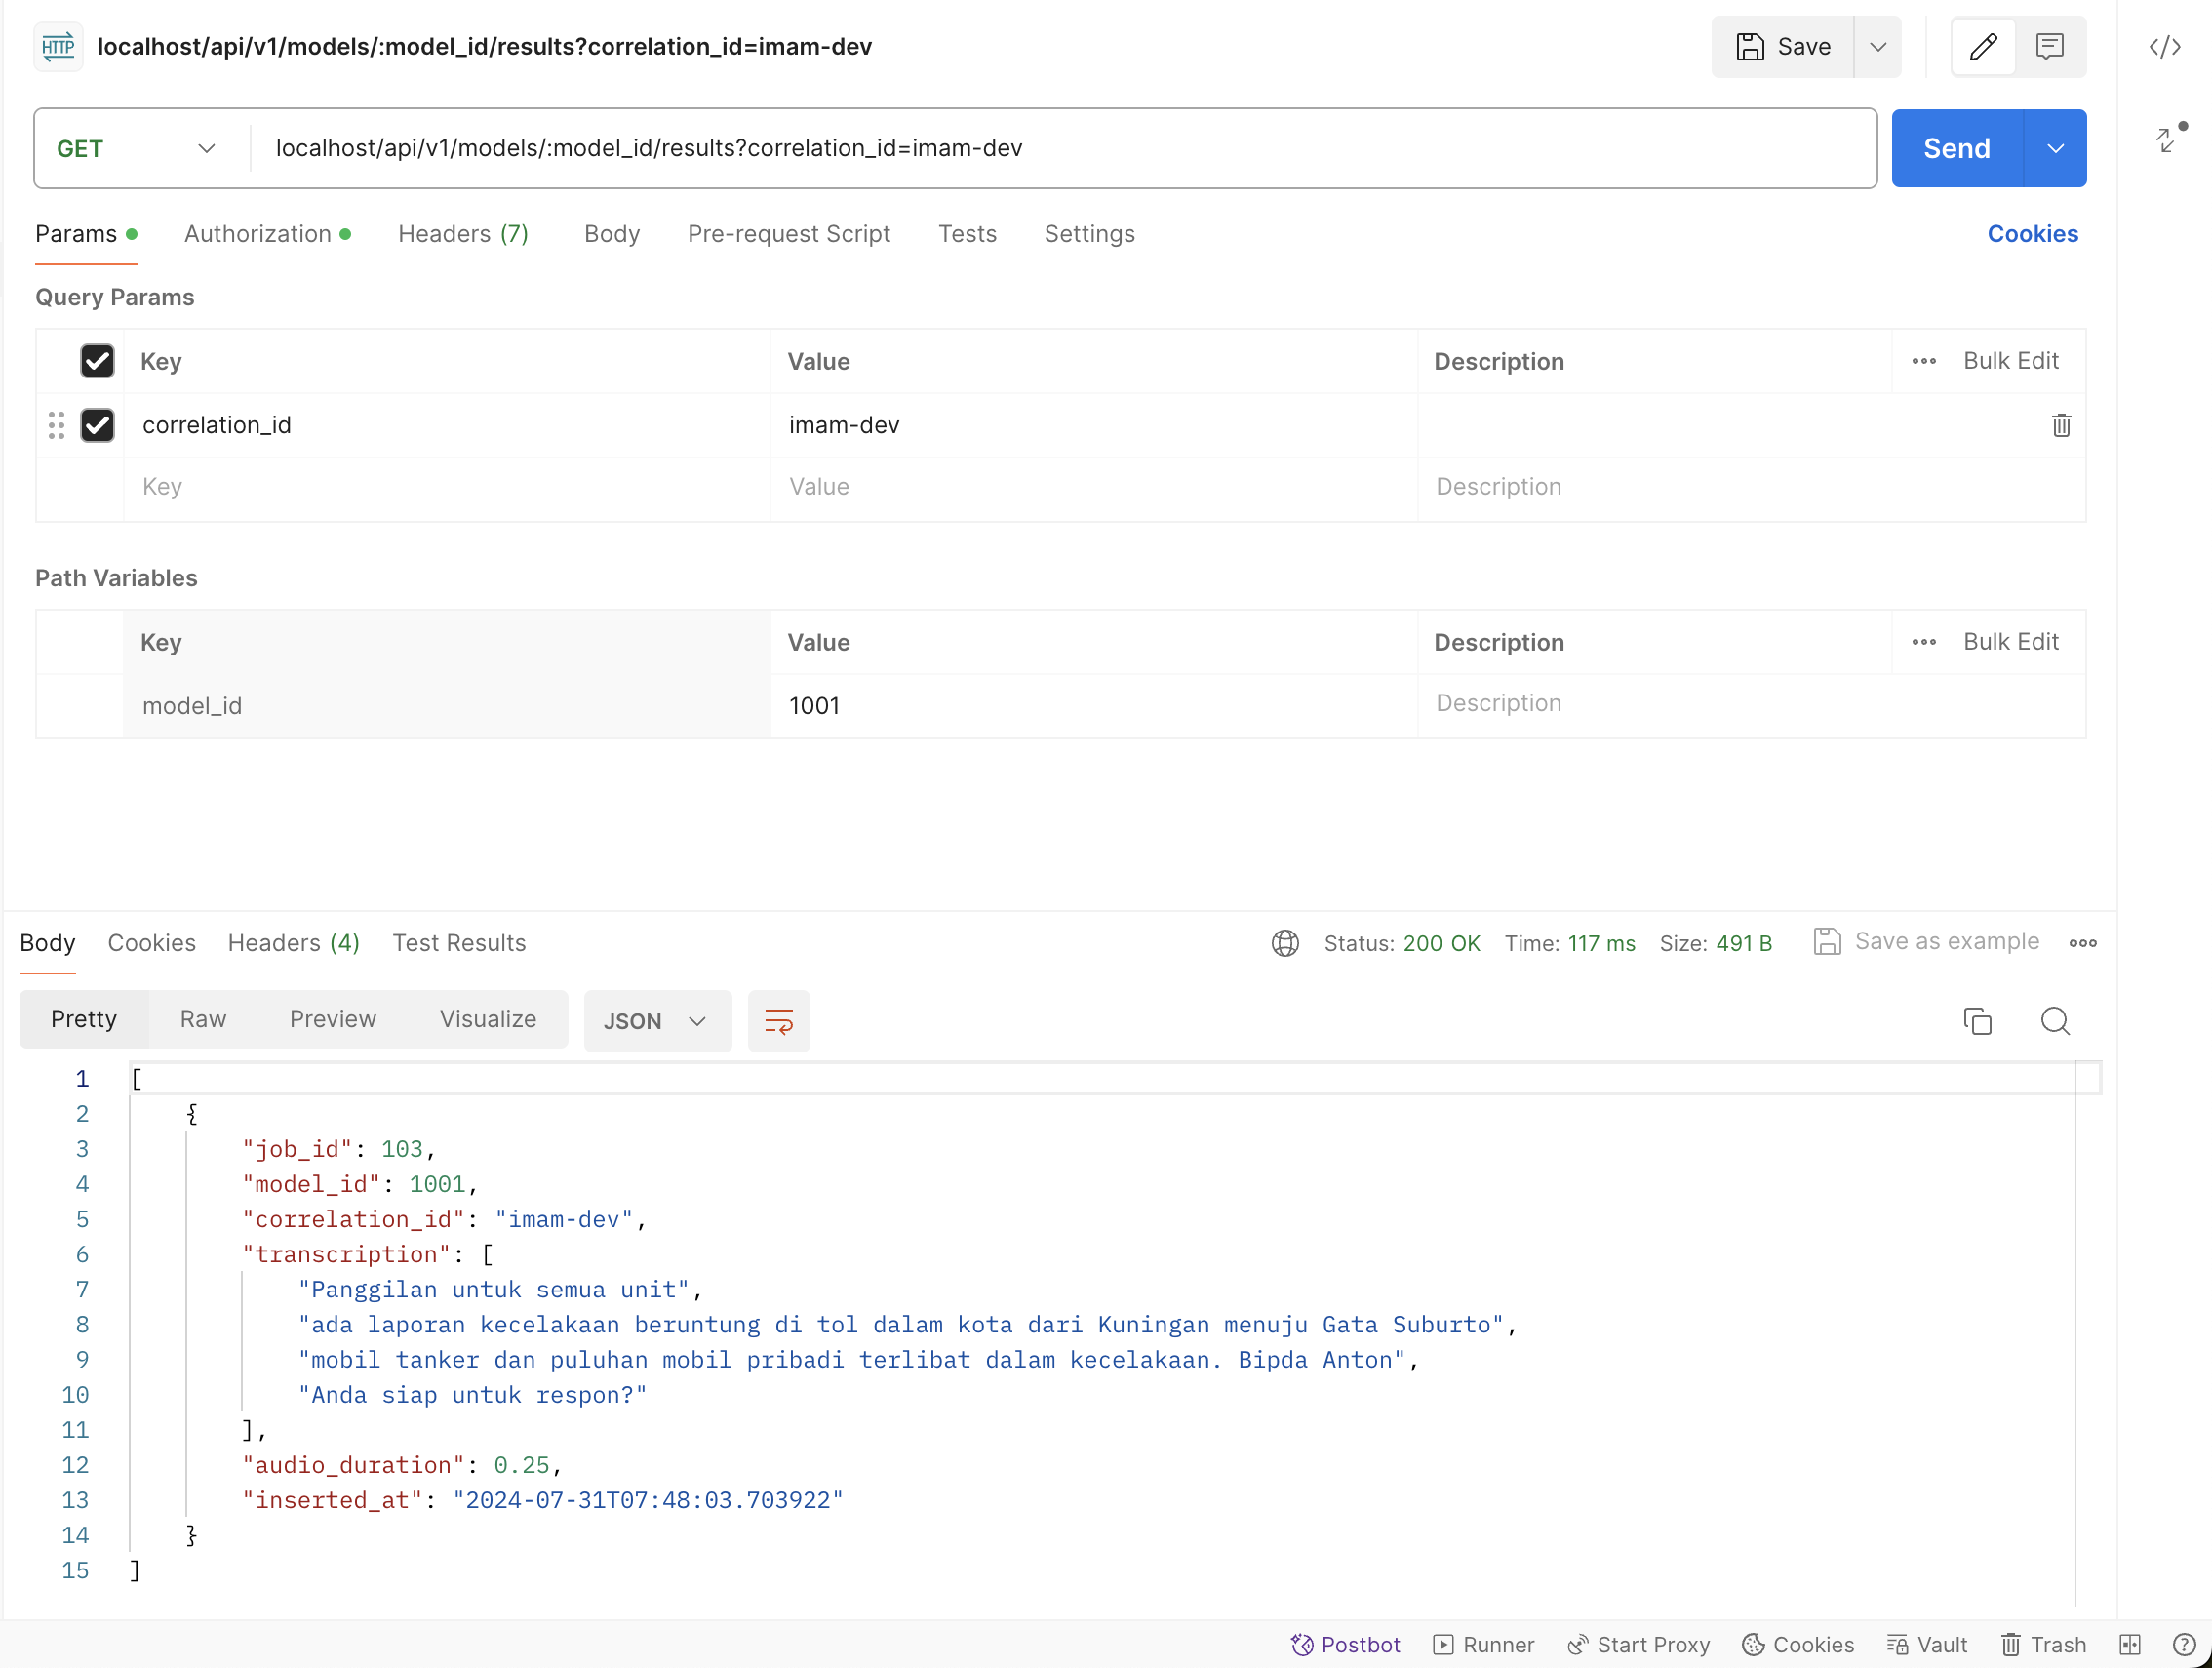 HTTP localhost/api/v1/models/:model_id/results?correlation_id=imam-dev Save
GET localhost/api/v1/models/:model_id/results?correlation_id=imam-dev Send
Params Authorization Headers (7) Body Pre-request Script Tests Settings Cookies
Query Params
Key Value Description Bulk Edit
correlation_id imam-dev
Key Value Description
Path Variables
Key Value Description Bulk Edit
model_id 1001 Description
Body Cookies Headers (4) Test Results Status: 200 OK Time: 117 ms Size: 491 B Save as example
Pretty Raw Preview Visualize JSON
1 [
2 {
3 "job_id": 103,
4 "model_id": 1001,
5 "correlation_id": "imam-dev",
6 "transcription": [
7 "Panggilan untuk semua unit",
8 "ada laporan kecelakaan beruntung di tol dalam kota dari Kuningan menuju Gata Suburto",
9 "mobil tanker dan puluhan mobil pribadi terlibat dalam kecelakaan. Bipda Anton",
10 "Anda siap untuk respon?"
11 ],
12 "audio_duration": 0.25,
13 "inserted_at": "2024-07-31T07:48:03.703922"
14 }
15 ]
Postbot Runner Start Proxy Cookies Vault Trash